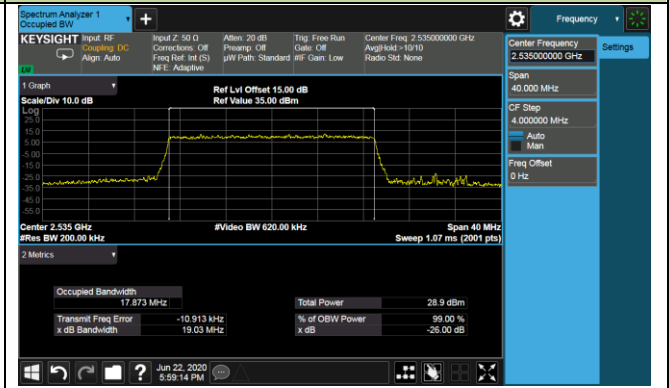 Spectrum Analyzer 1
Occupied BW
Frequency
KEYSIGHT
Input: RF
Coupling: DC
Align: Auto
Input Z: 50 Ω
Corrections: Off
Freq Ref: Int (S)
NFE: Adaptive
Atten: 20 dB
Preamp: Off
µW Path: Standard
Trig: Free Run
Gate: Off
#IF Gain: Low
Center Freq: 2.535000000 GHz
Avg|Hold:>10/10
Radio Std: None
Center Frequency
2.535000000 GHz
Settings
Span
40.000 MHz
CF Step
4.000000 MHz
Auto
Man
Freq Offset
0 Hz
1 Graph
Scale/Div 10.0 dB
Ref Lvl Offset 15.00 dB
Ref Value 35.00 dBm
Log
25.0
15.0
5.00
-5.00
-15.0
-25.0
-35.0
-45.0
-55.0
Center 2.535 GHz
#Video BW 620.00 kHz
Span 40 MHz
#Res BW 200.00 kHz
Sweep 1.07 ms (2001 pts)
2 Metrics
Occupied Bandwidth
17.873 MHz
Total Power
28.9 dBm
Transmit Freq Error
-10.913 kHz
% of OBW Power
99.00 %
x dB Bandwidth
19.03 MHz
x dB
-26.00 dB
Jun 22, 2020
5:59:14 PM